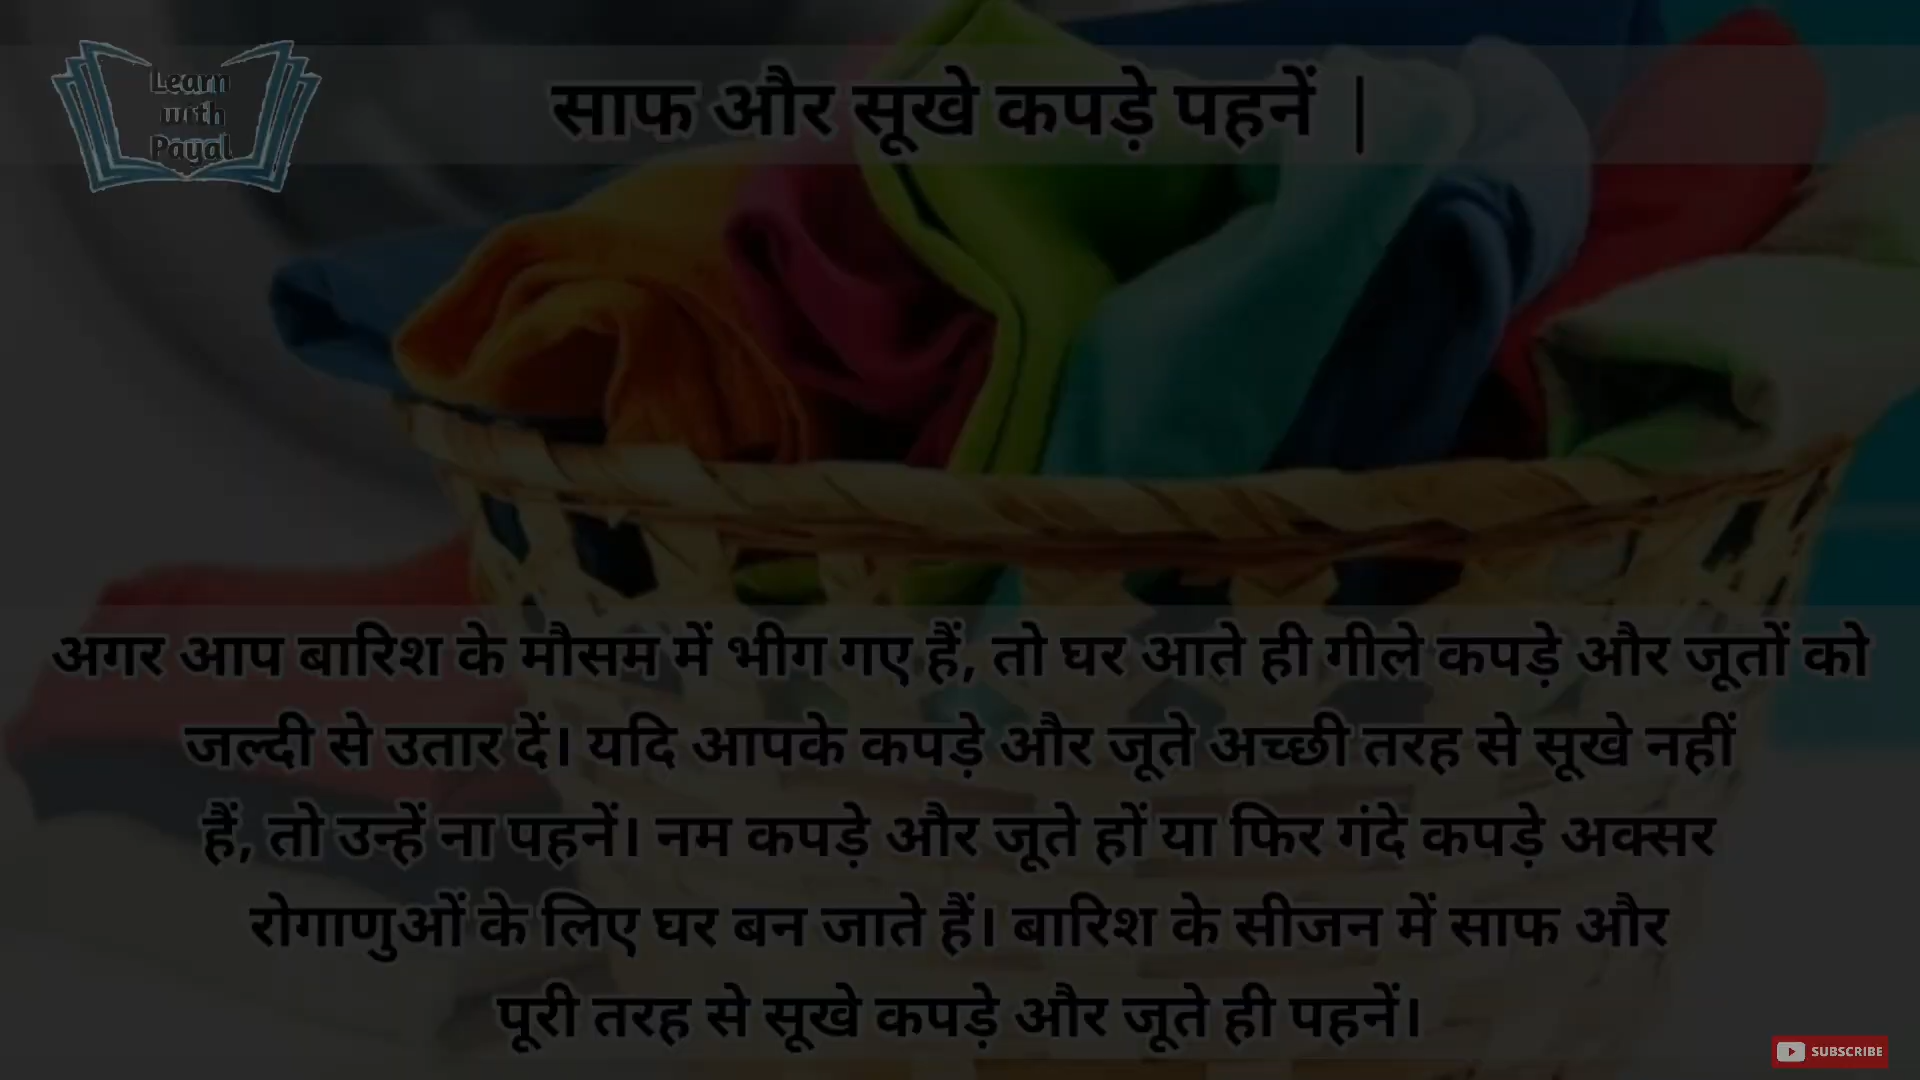 Learn
with
Payal
साफ और सूखे कपड़े पहनें |
अगर आप बारिश के मौसम में भीग गए हैं, तो घर आते ही गीले कपड़े और जूतों को
जल्दी से उतार दें। यदि आपके कपड़े और जूते अच्छी तरह से सूखे नहीं
हैं, तो उन्हें ना पहनें। नम कपड़े और जूते हों या फिर गंदे कपड़े अक्सर
रोगाणुओं के लिए घर बन जाते हैं। बारिश के सीजन में साफ और
पूरी तरह से सूखे कपड़े और जूते ही पहनें।
SUBSCRIBE